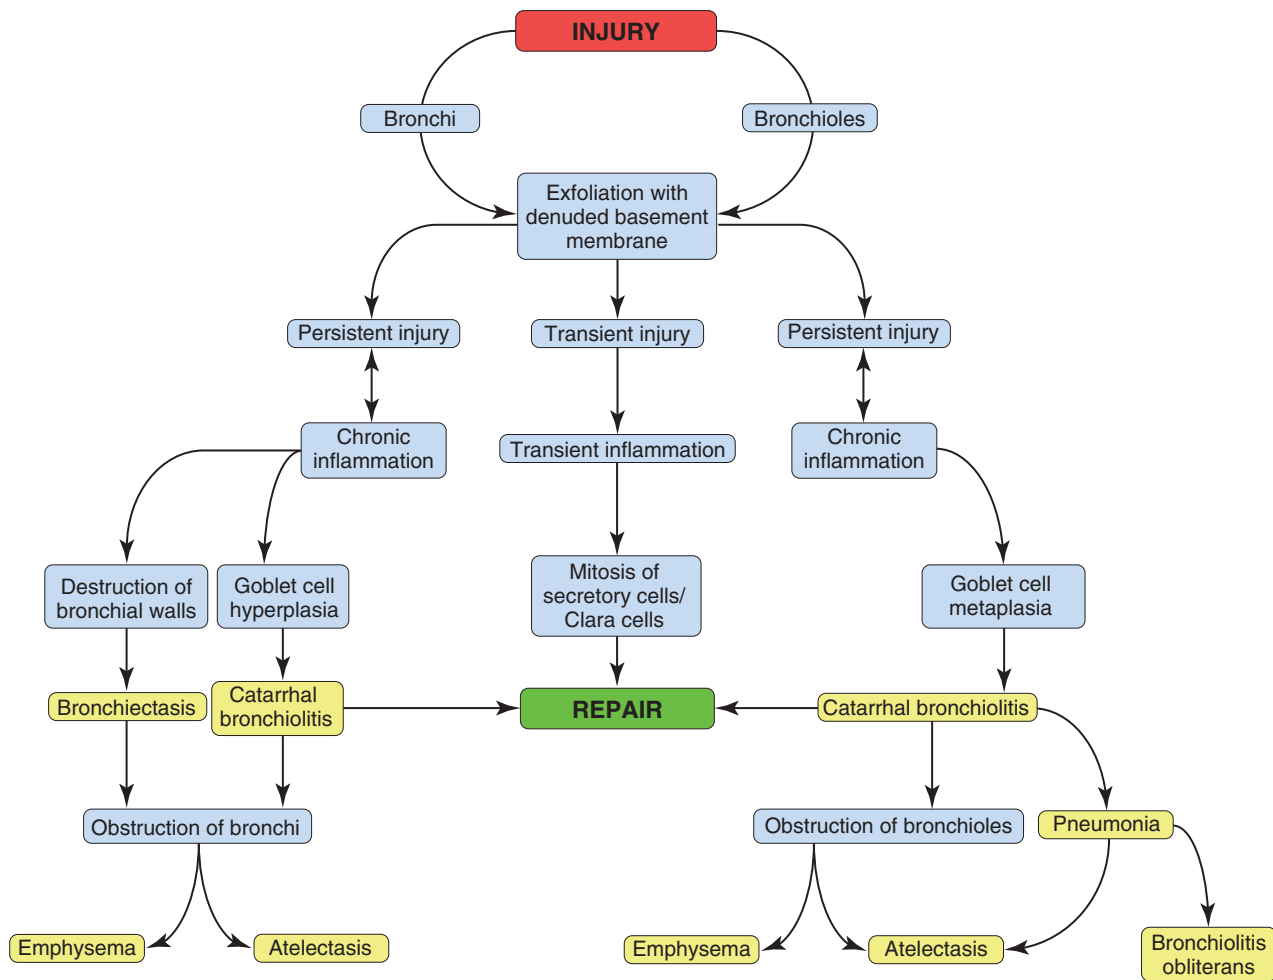 INJURY
Bronchi
Bronchioles
Exfoliation with
denuded basement
membrane
Persistent injury
Transient injury
Persistent injury
Chronic
inflammation
Transient inflammation
Chronic
inflammation
Destruction of
bronchial walls
Goblet cell
hyperplasia
Mitosis of
secretory cells/
Clara cells
Goblet cell
metaplasia
Bronchiectasis
Catarrhal
bronchiolitis
REPAIR
Catarrhal bronchiolitis
Obstruction of bronchi
Obstruction of bronchioles
Pneumonia
Emphysema
Atelectasis
Emphysema
Atelectasis
Bronchiolitis
obliterans